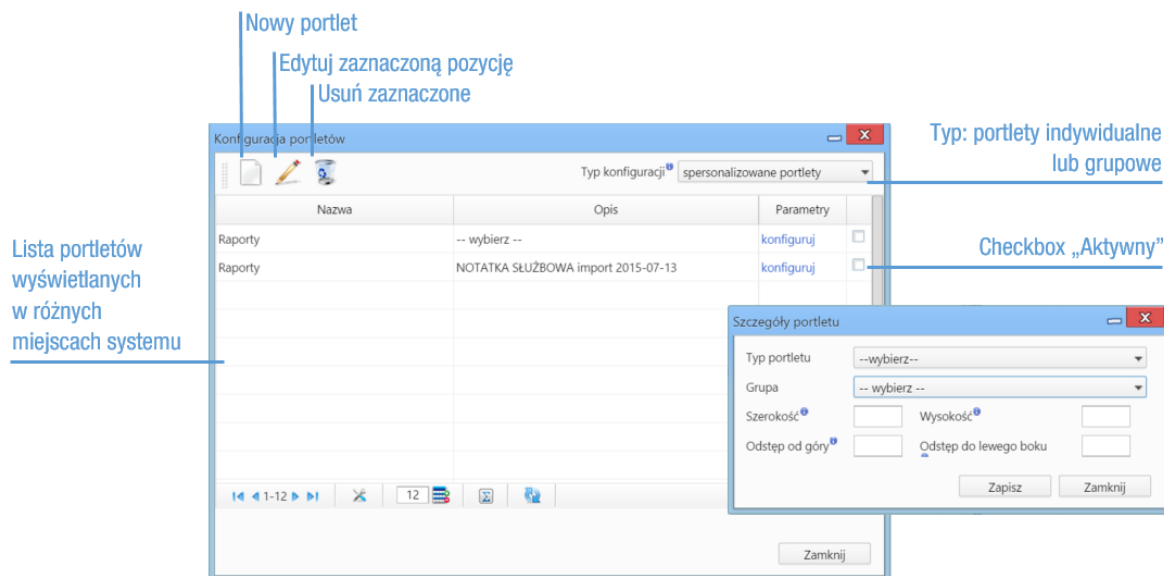 Nowy portlet
Edytuj zaznaczoną pozycję
Usuń zaznaczone
Konfiguracja portletów
Typ: portlety indywidualne
lub grupowe
Typ konfiguracji spersonalizowane portlety
Nazwa Opis Parametry
Raporty -- wybierz -- konfiguruj
Raporty NOTATKA SŁUŻBOWA import 2015-07-13 konfiguruj
Checkbox „Aktywny”
Lista portletów
wyświetlanych
w różnych
miejscach systemu
Szczegóły portletu
Typ portletu --wybierz--
Grupa -- wybierz --
Szerokość Wysokość
Odstęp od góry Odstęp do lewego boku
Zapisz Zamknij
1-12 12
Zamknij